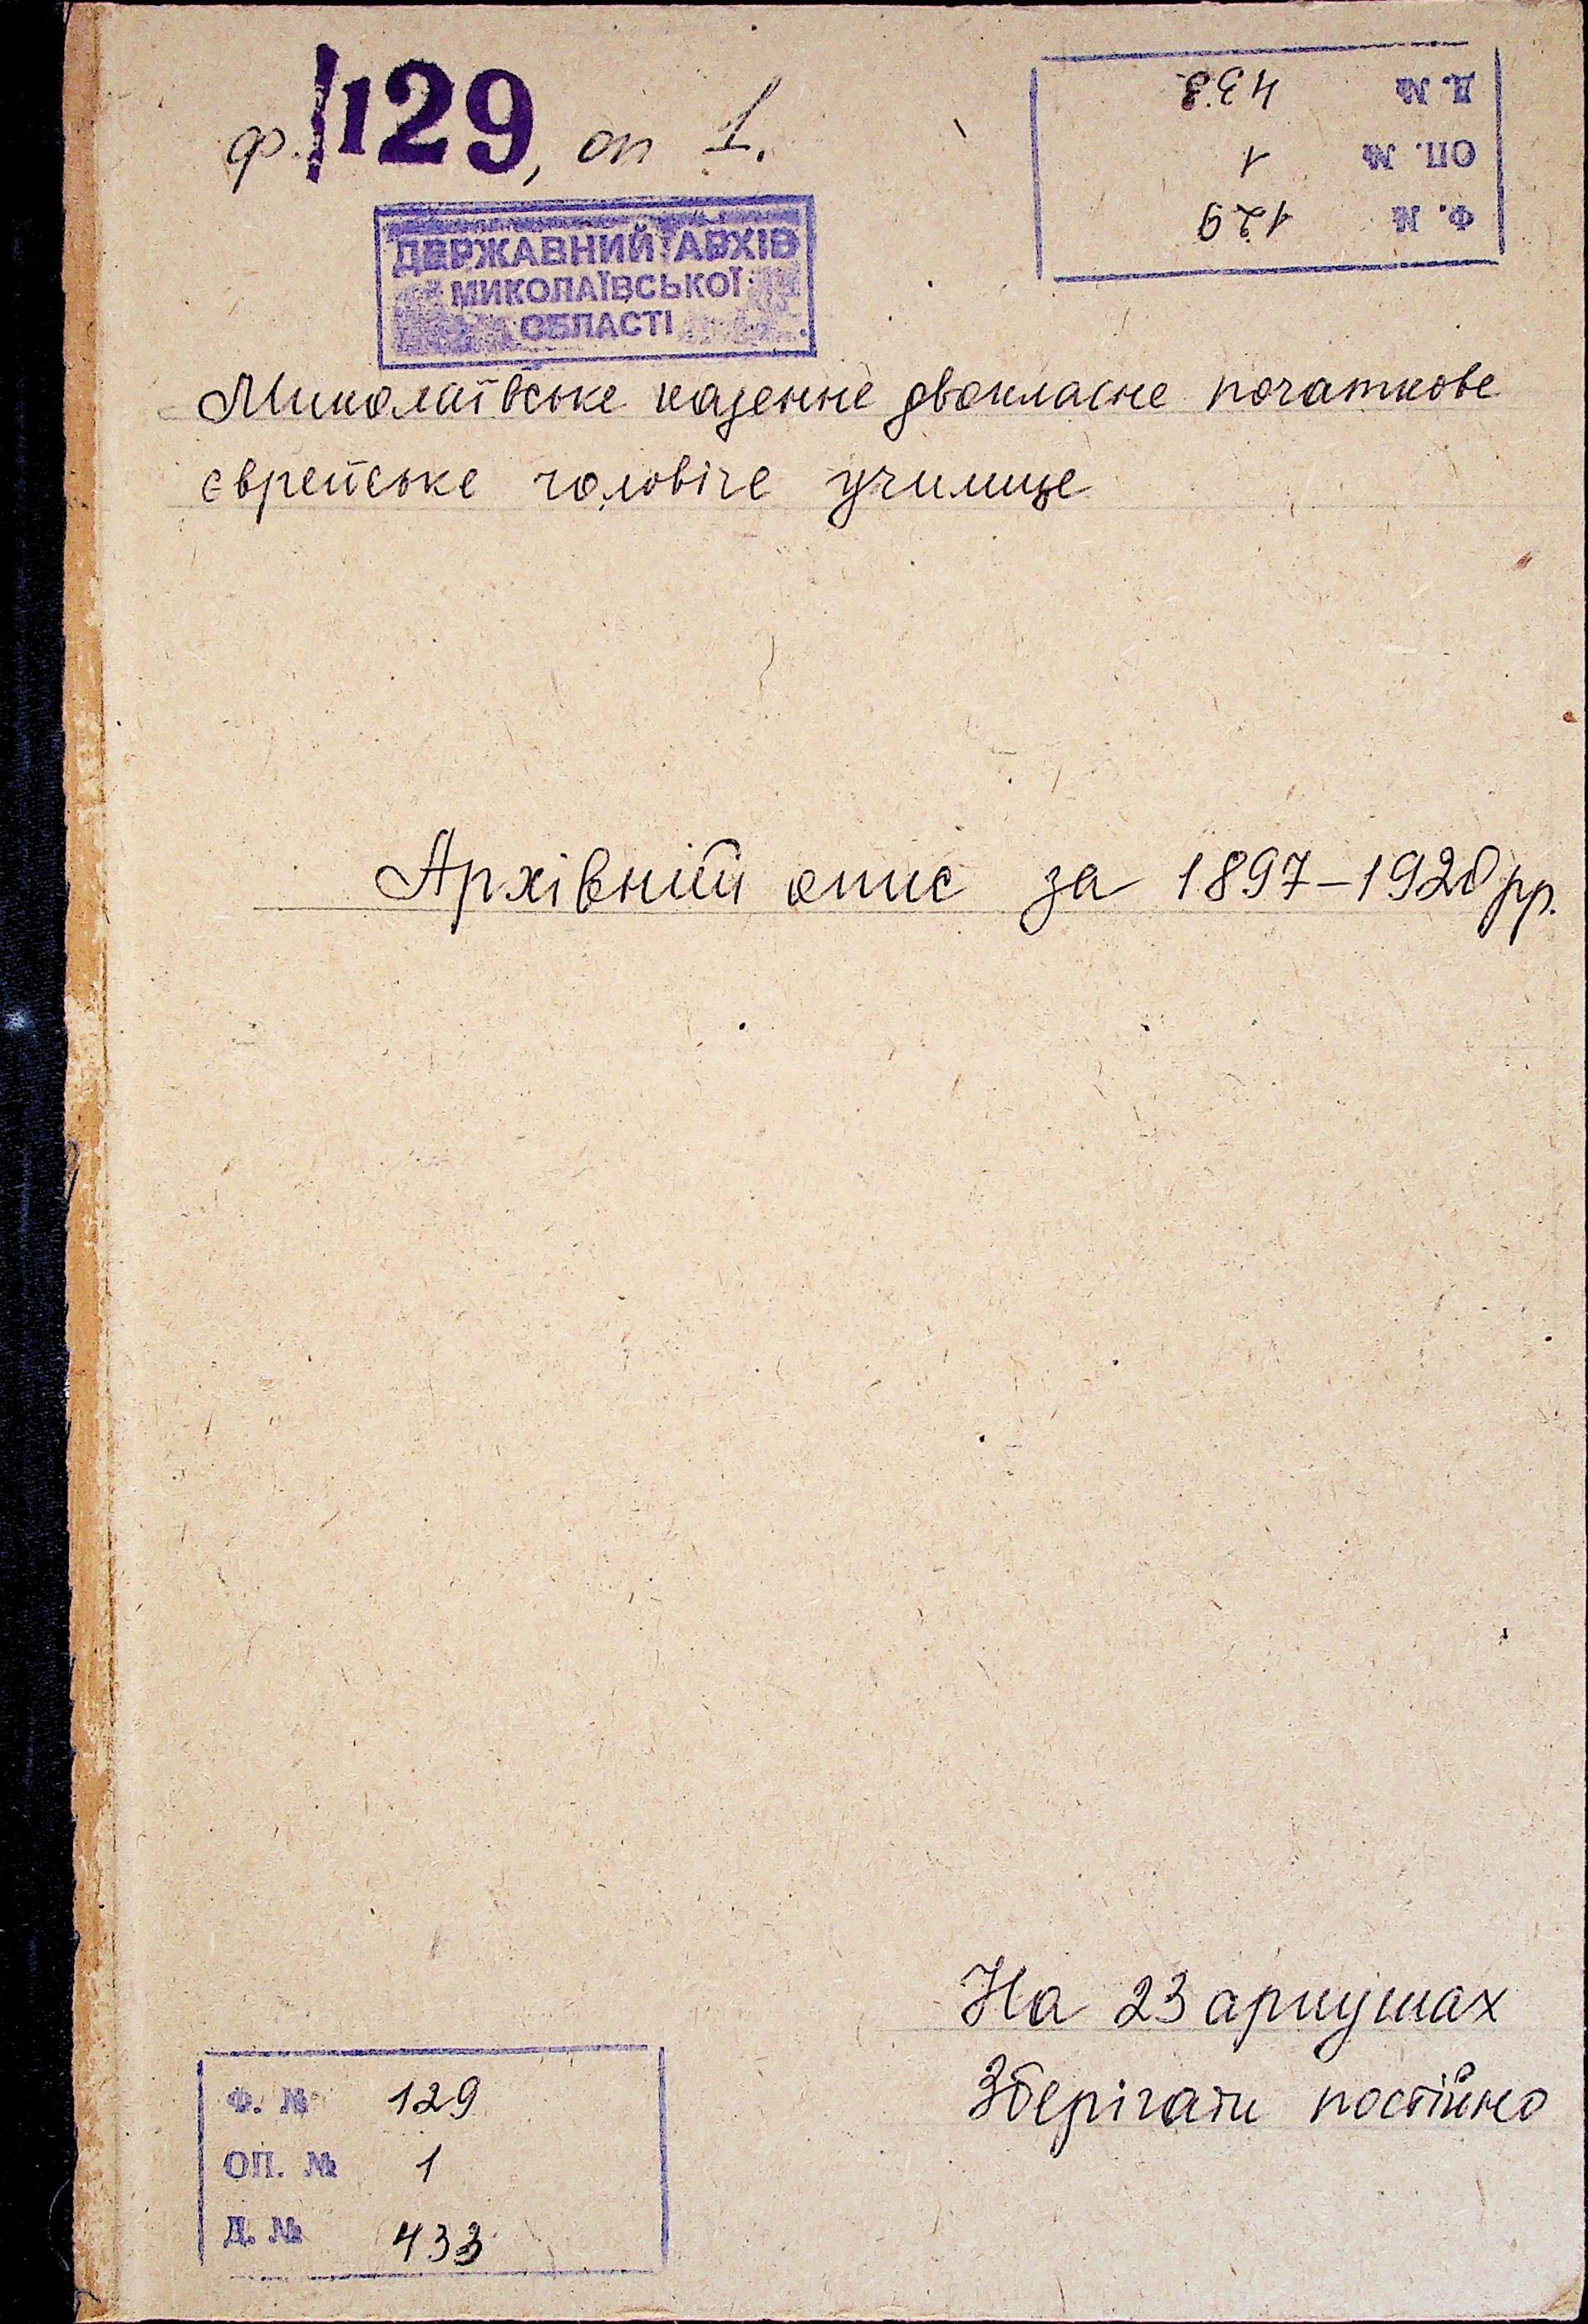 ф. 129, оп 1.
Д. № 433
ОП. № 1
Ф. № 129
ДЕРЖАВНИЙ АРХІВ
МИКОЛАЇВСЬКОЇ
ОБЛАСТІ
Миколаївське казенне двокласне початкове
єврейське чоловіче училище
Архівний опис за 1897–1920 рр.
На 23 аркушах
Зберігати постійно
Ф. № 129
ОП. № 1
Д. № 433